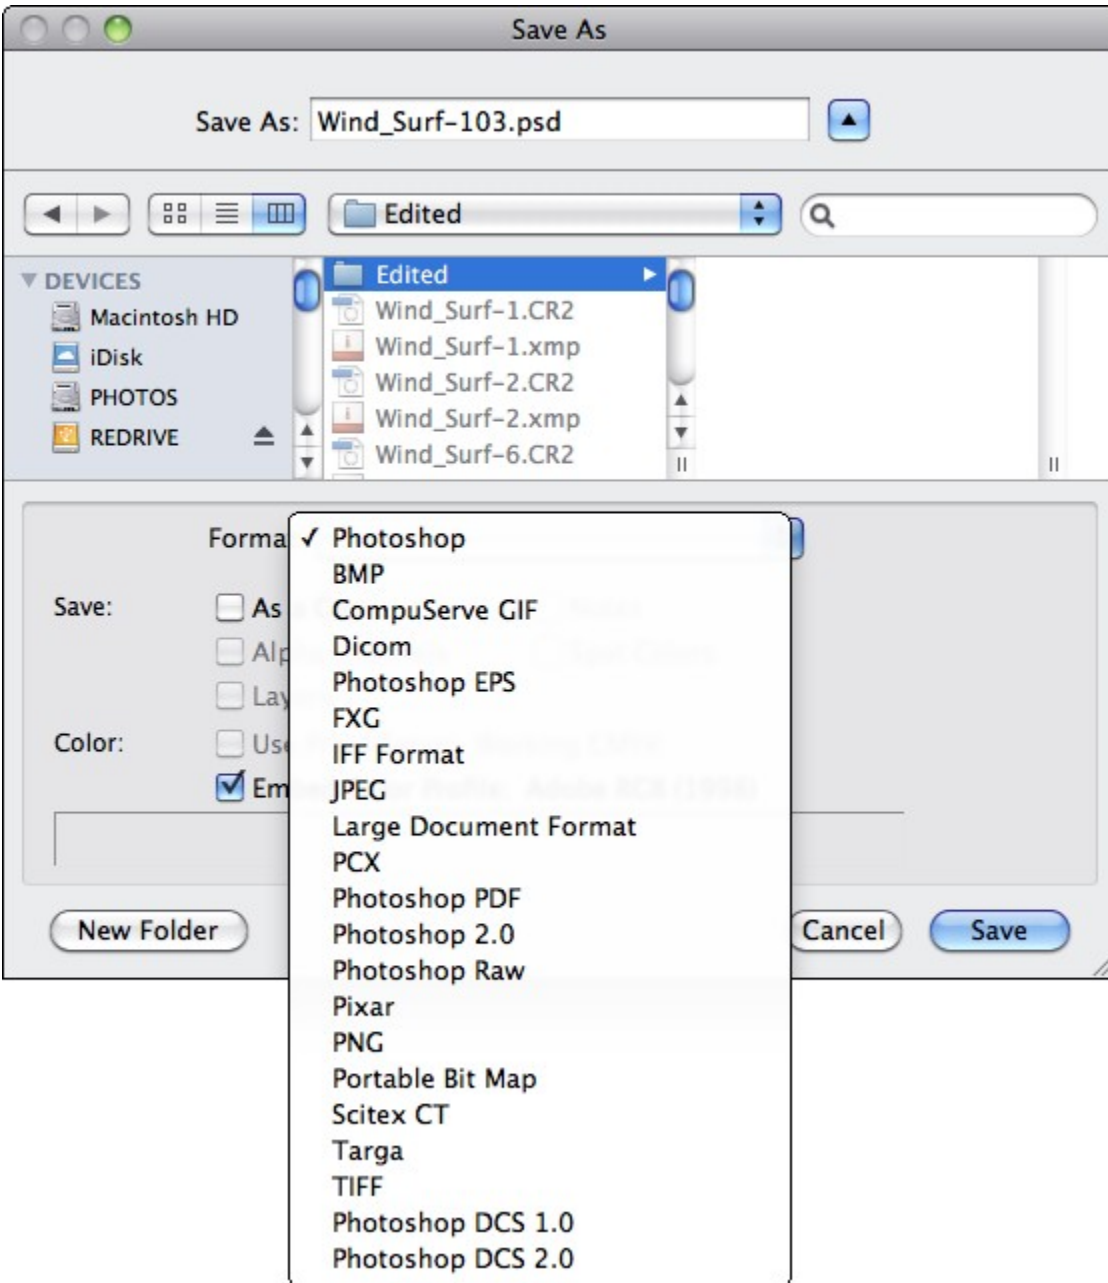 Save As
Save As: Wind_Surf-103.psd
Edited
DEVICES
Macintosh HD
iDisk
PHOTOS
REDRIVE
Edited
Wind_Surf-1.CR2
Wind_Surf-1.xmp
Wind_Surf-2.CR2
Wind_Surf-2.xmp
Wind_Surf-6.CR2
Forma
Save:
As
Alp
Lay
Color:
Use
Em
✓ Photoshop
BMP
CompuServe GIF
Dicom
Photoshop EPS
FXG
IFF Format
JPEG
Large Document Format
PCX
Photoshop PDF
Photoshop 2.0
Photoshop Raw
Pixar
PNG
Portable Bit Map
Scitex CT
Targa
TIFF
Photoshop DCS 1.0
Photoshop DCS 2.0
New Folder
Cancel
Save